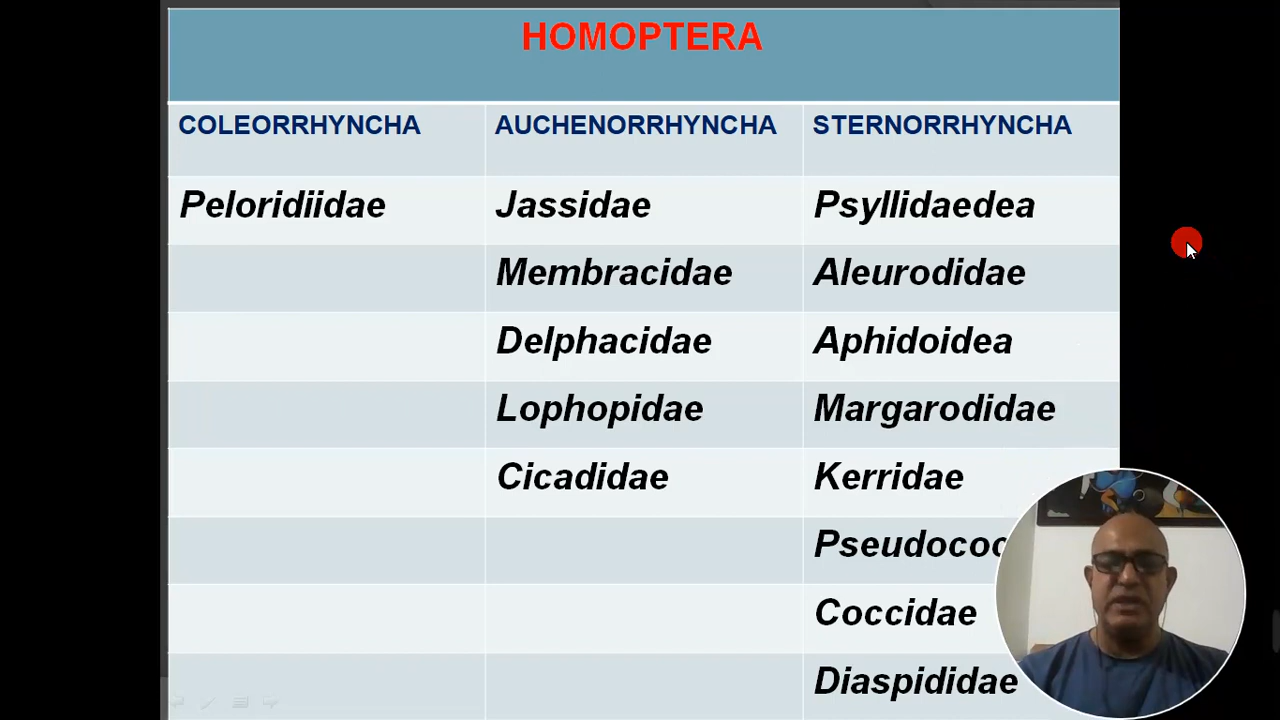 HOMOPTERA
COLEORRHYNCHA AUCHENORRHYNCHA STERNORRHYNCHA
Peloridiidae Jassidae Psyllidaedea
Membracidae Aleurodidae
Delphacidae Aphidoidea
Lophopidae Margarodidae
Cicadidae Kerridae
Coccidae
Diaspididae